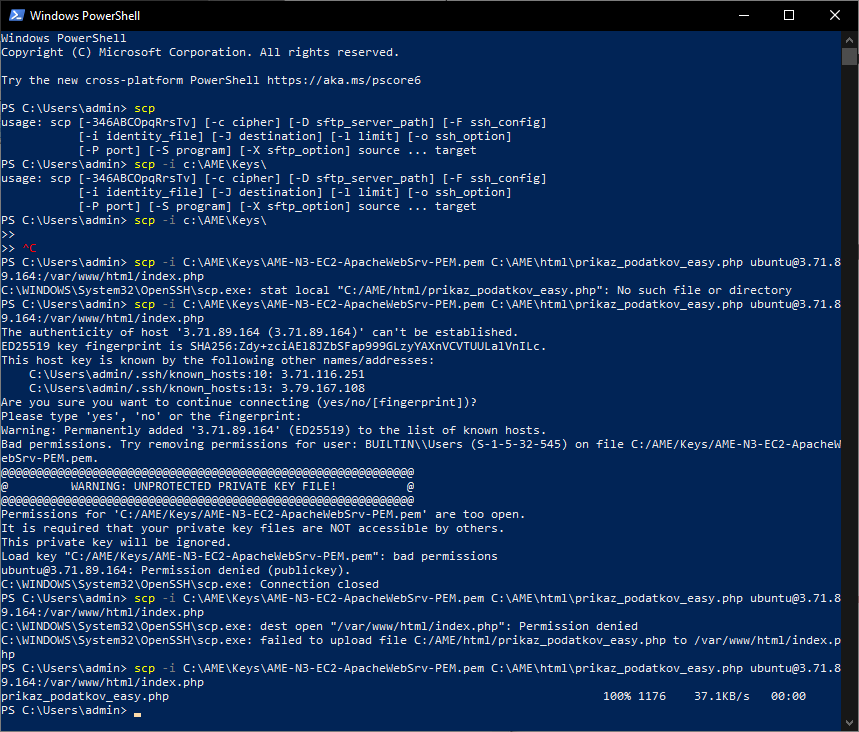 Windows PowerShell
Windows PowerShell
Copyright (C) Microsoft Corporation. All rights reserved.
Try the new cross-platform PowerShell https://aka.ms/pscore6
PS C:\Users\admin> scp
usage: scp [-346ABCOpqRrsTv] [-c cipher] [-D sftp_server_path] [-F ssh_config]
[-i identity_file] [-J destination] [-l limit] [-o ssh_option]
[-P port] [-S program] [-X sftp_option] source ... target
PS C:\Users\admin> scp -i c:\AME\Keys\
usage: scp [-346ABCOpqRrsTv] [-c cipher] [-D sftp_server_path] [-F ssh_config]
[-i identity_file] [-J destination] [-l limit] [-o ssh_option]
[-P port] [-S program] [-X sftp_option] source ... target
PS C:\Users\admin> scp -i c:\AME\Keys\
>>
>> ^C
PS C:\Users\admin> scp -i C:\AME\Keys\AME-N3-EC2-ApacheWebSrv-PEM.pem C:\AME\html\prikaz_podatkov_easy.php ubuntu@3.71.8
9.164:/var/www/html/index.php
C:\WINDOWS\System32\OpenSSH\scp.exe: stat local "C:/AME/html/prikaz_podatkov_easy.php": No such file or directory
PS C:\Users\admin> scp -i C:\AME\Keys\AME-N3-EC2-ApacheWebSrv-PEM.pem C:\AME\html\prikaz_podatkov_easy.php ubuntu@3.71.8
9.164:/var/www/html/index.php
The authenticity of host '3.71.89.164 (3.71.89.164)' can't be established.
ED25519 key fingerprint is SHA256:Zdy+zciAEl8JZbSFap999GLzyYAXnVCVTUULalVnILc.
This host key is known by the following other names/addresses:
C:\Users\admin/.ssh/known_hosts:10: 3.71.116.251
C:\Users\admin/.ssh/known_hosts:13: 3.79.167.108
Are you sure you want to continue connecting (yes/no/[fingerprint])?
Please type 'yes', 'no' or the fingerprint:
Warning: Permanently added '3.71.89.164' (ED25519) to the list of known hosts.
Bad permissions. Try removing permissions for user: BUILTIN\\Users (S-1-5-32-545) on file C:/AME/Keys/AME-N3-EC2-ApacheW
ebSrv-PEM.pem.
@@@@@@@@@@@@@@@@@@@@@@@@@@@@@@@@@@@@@@@@@@@@@@@@@@@@@@@@@@@
@         WARNING: UNPROTECTED PRIVATE KEY FILE!          @
@@@@@@@@@@@@@@@@@@@@@@@@@@@@@@@@@@@@@@@@@@@@@@@@@@@@@@@@@@@
Permissions for 'C:/AME/Keys/AME-N3-EC2-ApacheWebSrv-PEM.pem' are too open.
It is required that your private key files are NOT accessible by others.
This private key will be ignored.
Load key "C:/AME/Keys/AME-N3-EC2-ApacheWebSrv-PEM.pem": bad permissions
ubuntu@3.71.89.164: Permission denied (publickey).
C:\WINDOWS\System32\OpenSSH\scp.exe: Connection closed
PS C:\Users\admin> scp -i C:\AME\Keys\AME-N3-EC2-ApacheWebSrv-PEM.pem C:\AME\html\prikaz_podatkov_easy.php ubuntu@3.71.8
9.164:/var/www/html/index.php
C:\WINDOWS\System32\OpenSSH\scp.exe: dest open "/var/www/html/index.php": Permission denied
C:\WINDOWS\System32\OpenSSH\scp.exe: failed to upload file C:/AME/html/prikaz_podatkov_easy.php to /var/www/html/index.p
hp
PS C:\Users\admin> scp -i C:\AME\Keys\AME-N3-EC2-ApacheWebSrv-PEM.pem C:\AME\html\prikaz_podatkov_easy.php ubuntu@3.71.8
9.164:/var/www/html/index.php
prikaz_podatkov_easy.php 100% 1176 37.1KB/s 00:00
PS C:\Users\admin>